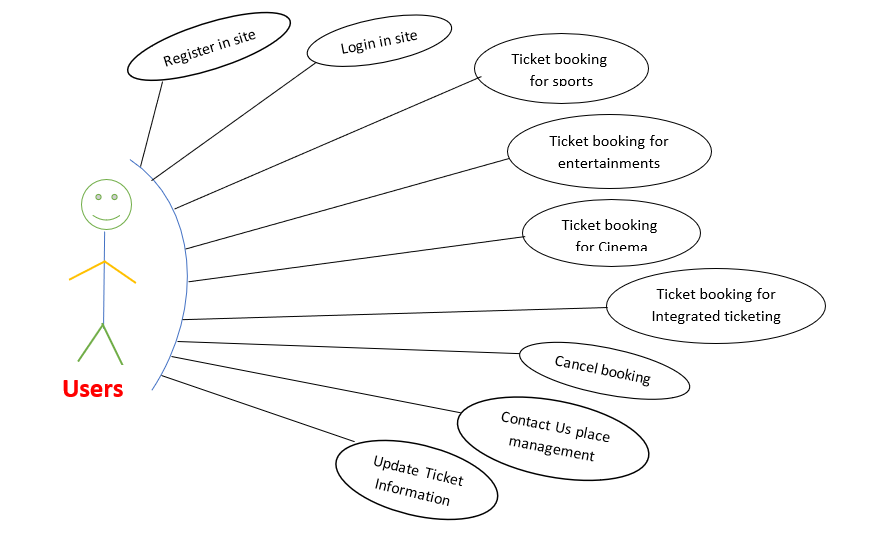 Register in site
Login in site
Ticket booking
for sports
Ticket booking for
entertainments
Ticket booking
for Cinema
Ticket booking for
Integrated ticketing
Cancel booking
Contact Us place
management
Update Ticket
Information
Users